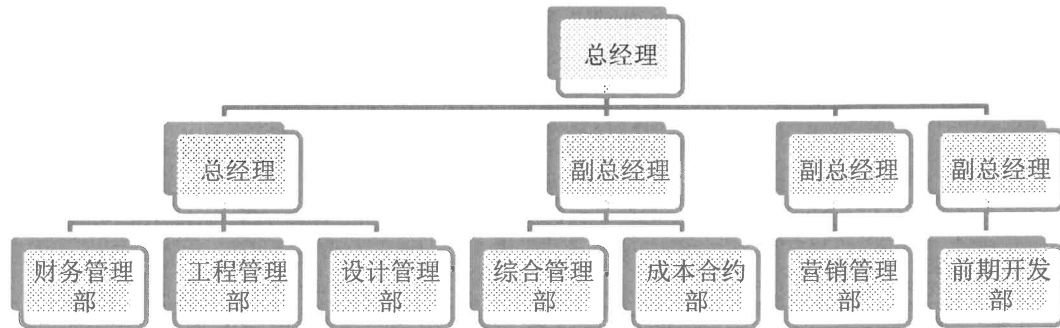 总经理
总经理
副总经理
副总经理
副总经理
财务管理
部
工程管理
部
设计管理
部
综合管理
部
成本合约
部
营销管理
部
前期开发
部